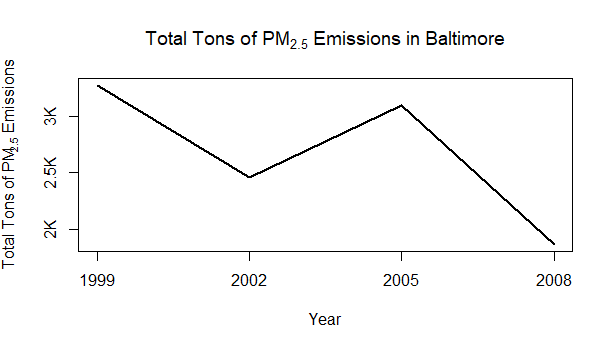 Total Tons of PM2.5 Emissions in Baltimore
Total Tons of PM2.5 Emissions
3K
2.5K
2K
1999 2002 2005 2008
Year